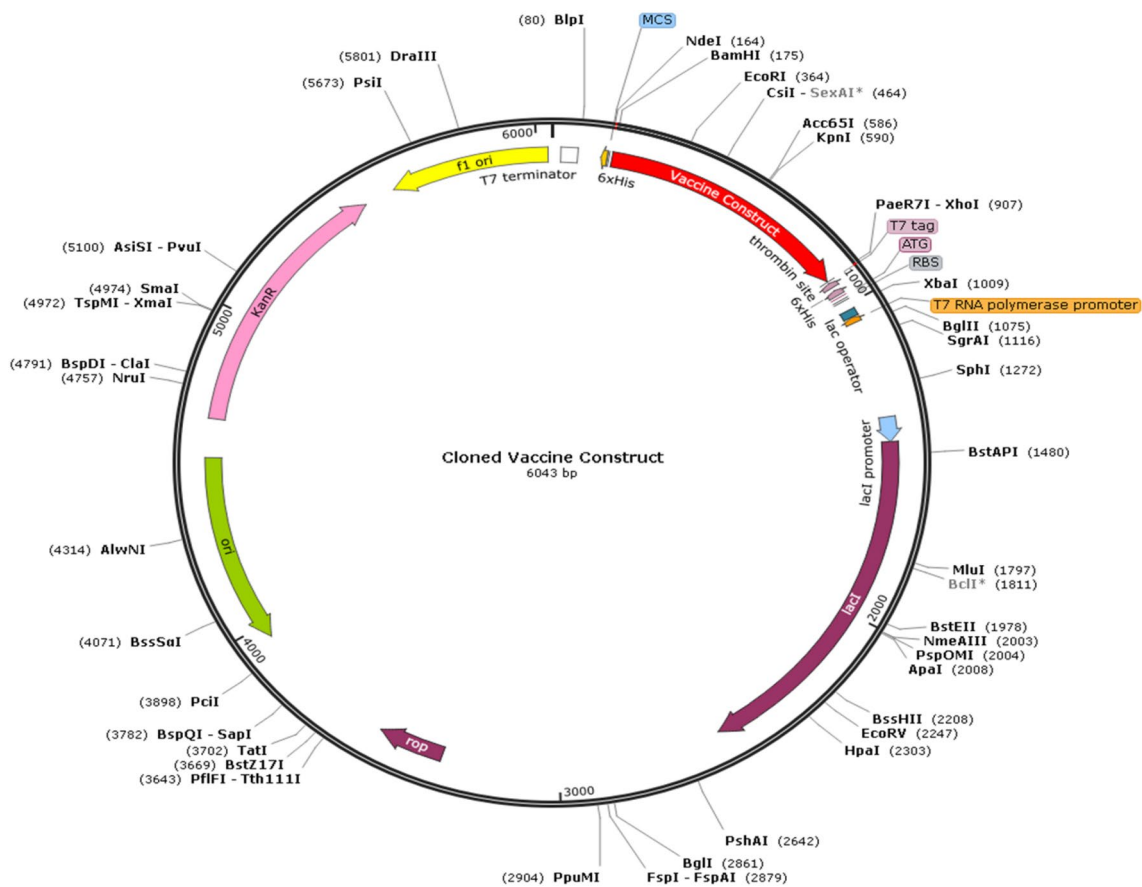 (80) BlpI
MCS
NdeI (164)
BamHI (175)
EcoRI (364)
CsiI - SexAI* (464)
Acc65I (586)
KpnI (590)
PaeR7I - XhoI (907)
T7 tag
ATG
RBS
XbaI (1009)
T7 RNA polymerase promoter
BglII (1075)
SgrAI (1116)
SphI (1272)
BstAPI (1480)
MluI (1797)
BclI* (1811)
BstEII (1978)
NmeAIII (2003)
PspOMI (2004)
ApaI (2008)
BssHII (2208)
EcoRV (2247)
HpaI (2303)
PshAI (2642)
BglI (2861)
FspI - FspAI (2879)
(2904) PpuMI
(3643) PflFI - Tth111I
(3669) BstZ17I
(3702) TatI
(3782) BspQI - SapI
(3898) PciI
(4071) BssSαI
(4314) AlwNI
(4757) NruI
(4791) BspDI - ClaI
(4972) TspMI - XmaI
(4974) SmaI
(5100) AsiSI - PvuI
(5673) PsiI
(5801) DraIII
6000
1000
2000
3000
4000
5000
f1 ori
T7 terminator
6xHis
Vaccine Construct
thrombin site
6xHis
lac operator
lacI promoter
lacI
rop
ori
KanR
Cloned Vaccine Construct
6043 bp